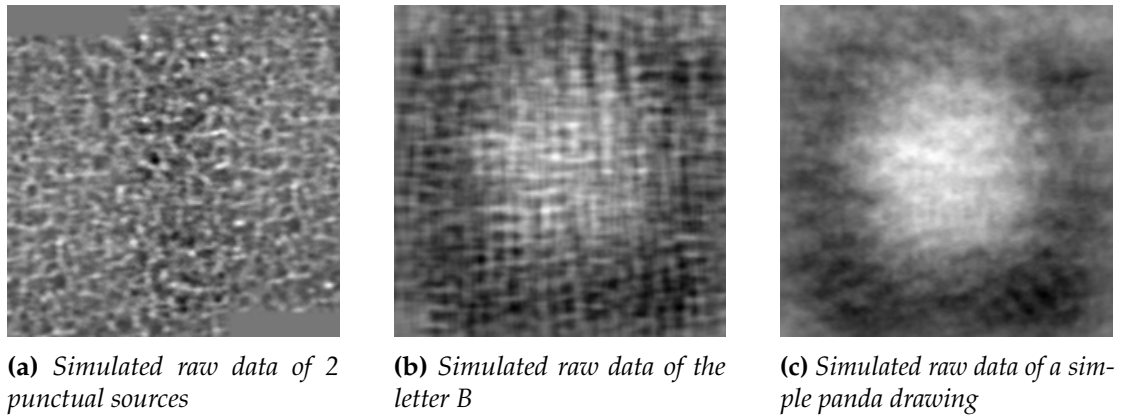 (a) Simulated raw data of 2
punctual sources
(b) Simulated raw data of the
letter B
(c) Simulated raw data of a sim-
ple panda drawing